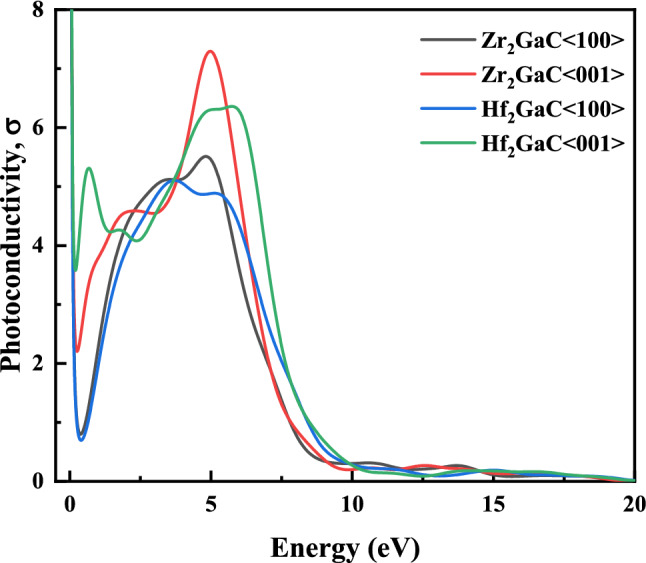 8
6
4
2
0
Photoconductivity, σ
Zr₂GaC<100>
Zr₂GaC<001>
Hf₂GaC<100>
Hf₂GaC<001>
0 5 10 15 20
Energy (eV)